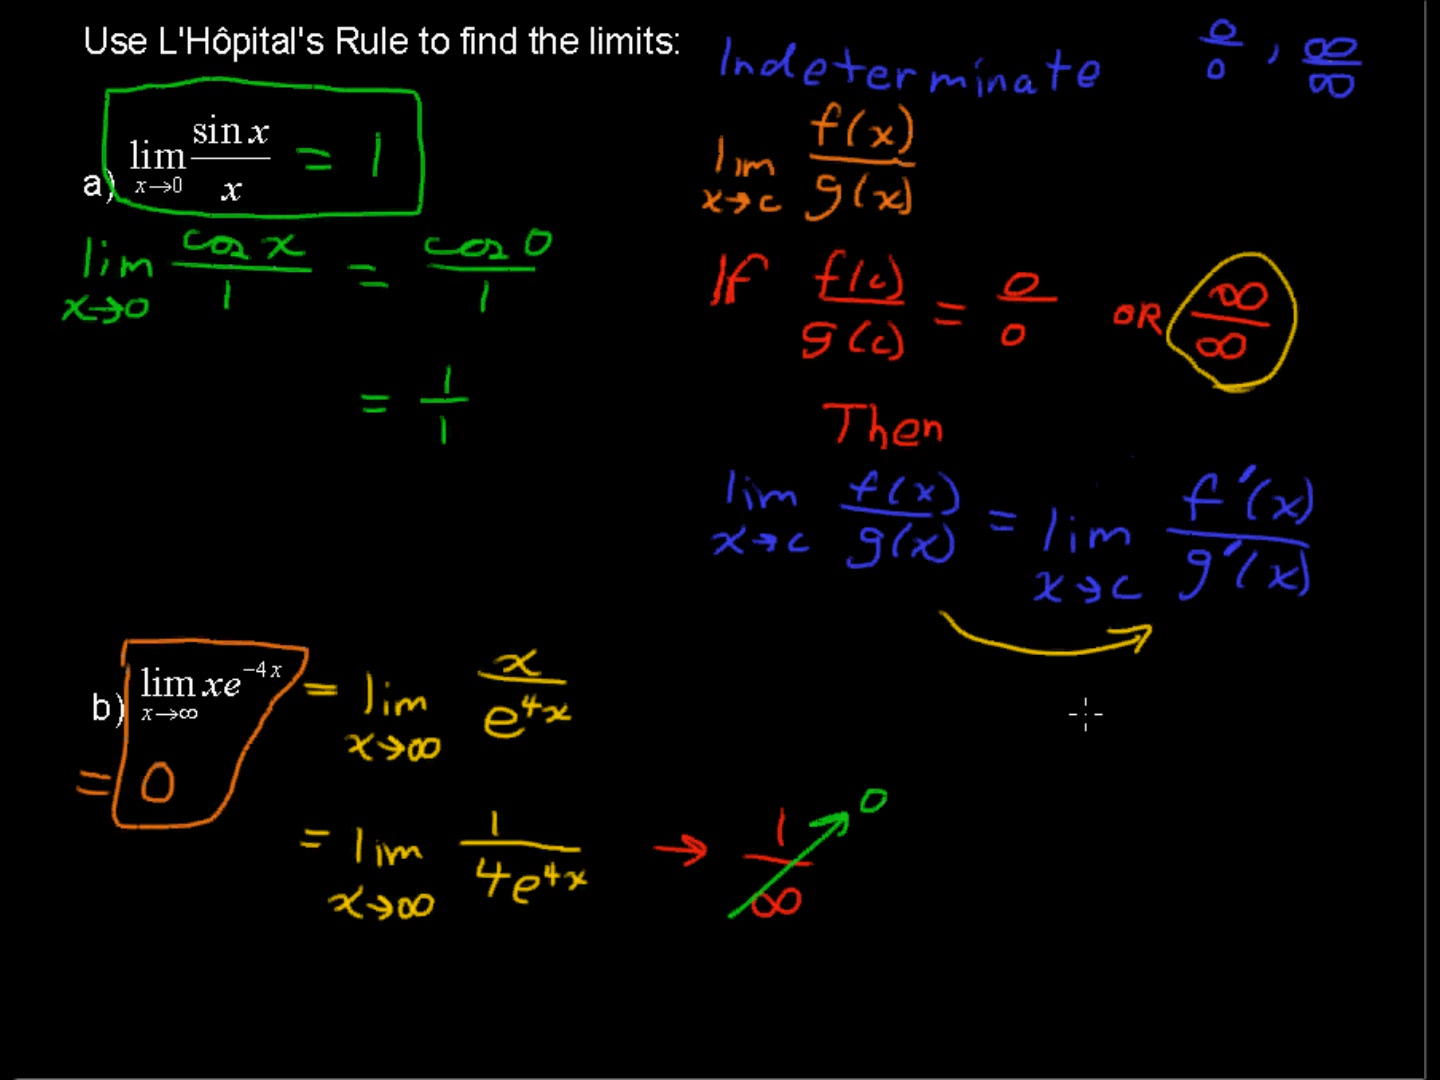 Use L'Hôpital's Rule to find the limits:
Indeterminate 0/0 , ∞/∞
a) lim x→0 sin x / x = 1
lim x→0 cos x / 1 = cos 0 / 1
= 1/1
lim x→c f(x)/g(x)
If f(c)/g(c) = 0/0 OR ∞/∞
Then
lim x→c f(x)/g(x) = lim x→c f'(x)/g'(x)
b) lim x→∞ xe^-4x = lim x→∞ x/e^4x
= 0
= lim x→∞ 1/4e^4x → 1/∞ 0